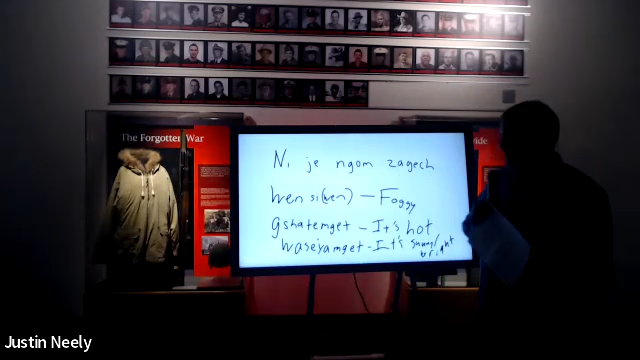 The Forgotten War
Ni je ngom zagech
wen si(wen) - Foggy
gshatemget - It's hot
waseyamget - It's sunny/
bright
Justin Neely